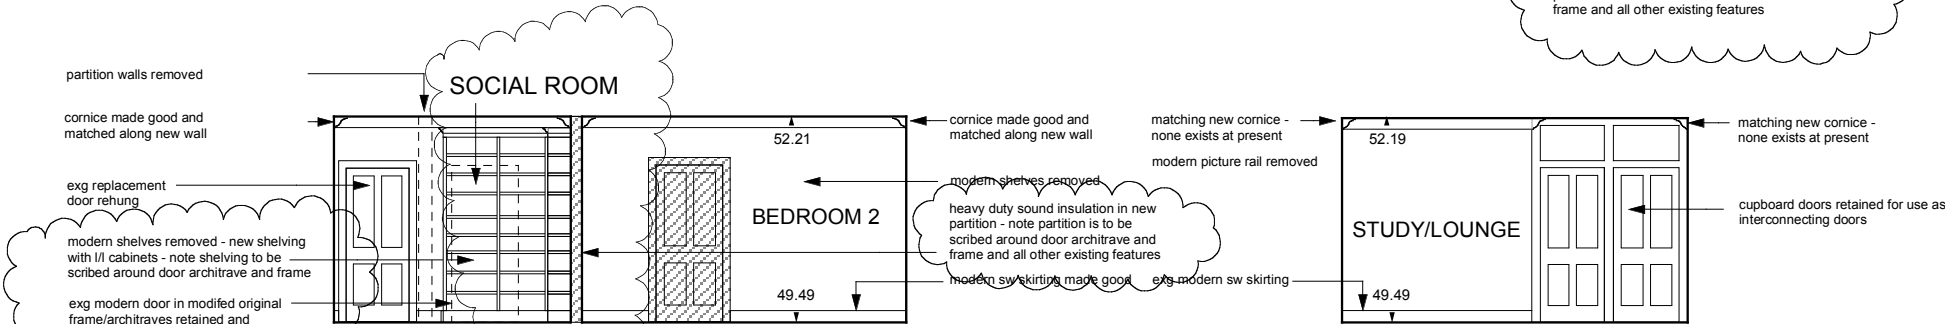 frame and all other existing features
partition walls removed
SOCIAL ROOM
cornice made good and
matched along new wall
cornice made good and
matched along new wall
matching new cornice -
none exists at present
matching new cornice -
none exists at present
52.21
52.19
modern picture rail removed
exg replacement
door rehung
modern shelves removed
BEDROOM 2
heavy duty sound insulation in new
partition - note partition is to be
scribed around door architrave and
frame and all other existing features
STUDY/LOUNGE
cupboard doors retained for use as
interconnecting doors
modern shelves removed - new shelving
with l/l cabinets - note shelving to be
scribed around door architrave and frame
modern sw skirting made good
exg modern sw skirting
49.49
49.49
exg modern door in modifed original
frame/architraves retained and